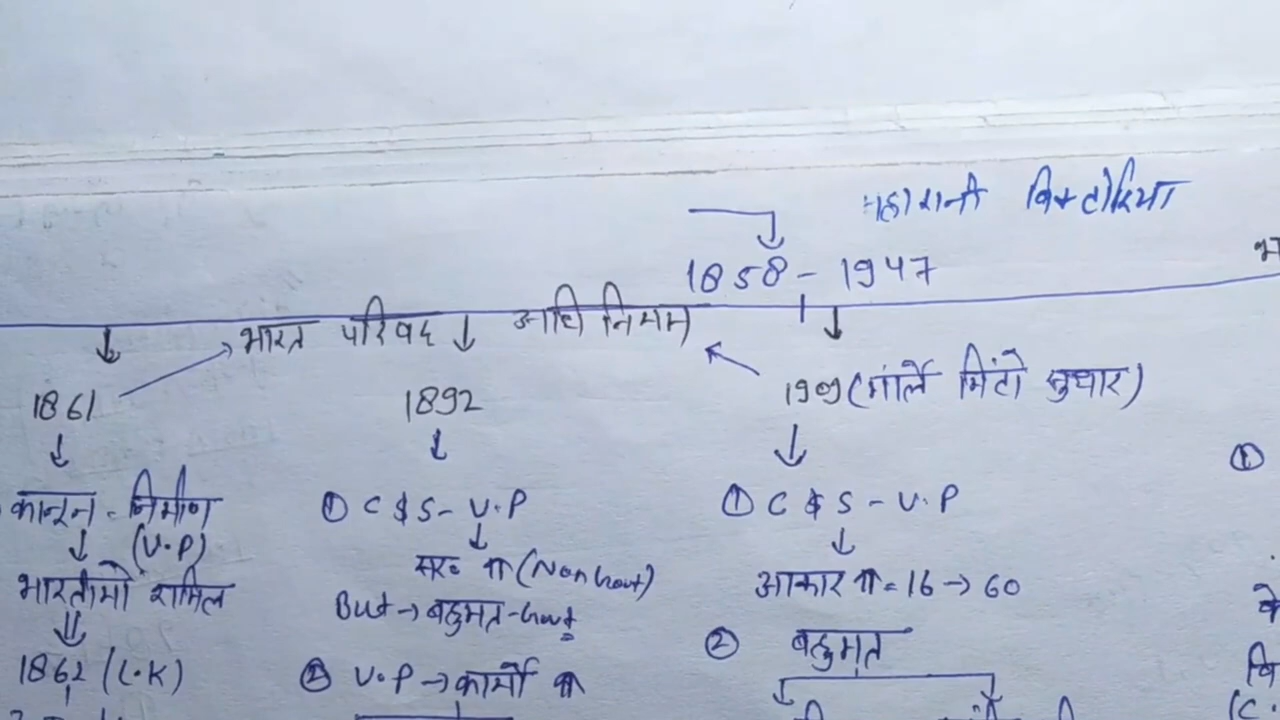 महारानी विक्टोरिया
1858 - 1947
भारत परिषद अधिनियम
1861
1892
1909 (मार्ले मिंटो सुधार)
कानून - निर्माण
(V.P)
भारतीयों शामिल
1862 (L.K)
① C & S - V.P
सद० ⇈ (Non Govt)
But → बहुमत - Govt
② V.P → कार्यों ⇈
① C & S - V.P
आकार ⇈ = 16 → 60
② बहुमत
①
के
वि
(C.